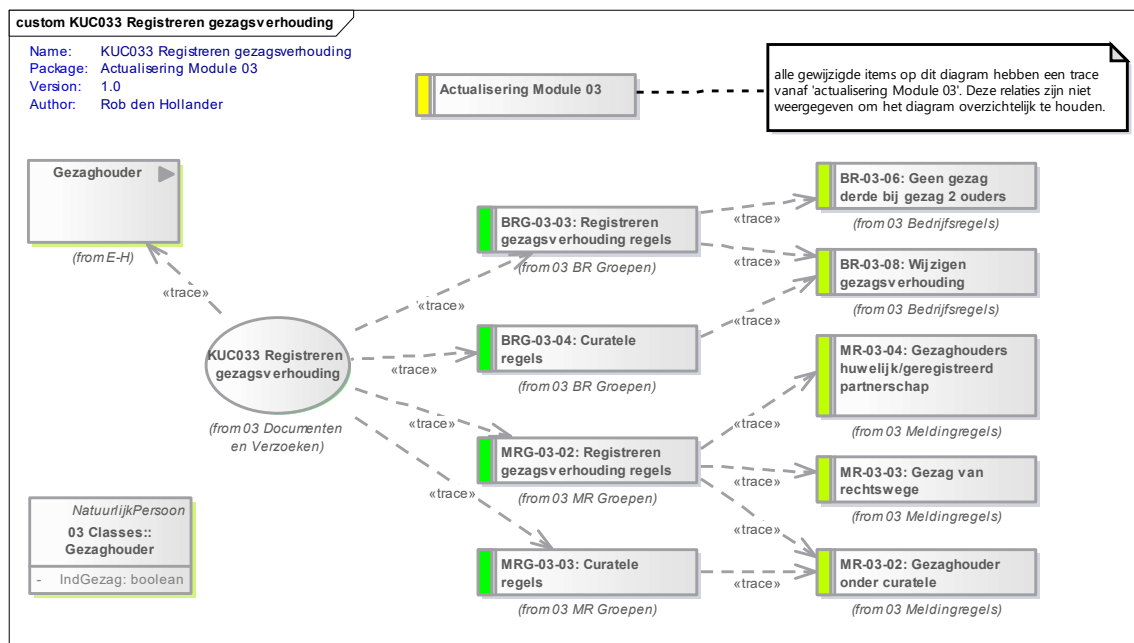 custom KUC033 Registreren gezagsverhouding
Name: KUC033 Registreren gezagsverhouding
Package: Actualisering Module 03
Version: 1.0
Author: Rob den Hollander
Actualisering Module 03
alle gewijzigde items op dit diagram hebben een trace
vanaf 'actualisering Module 03'. Deze relaties zijn niet
weergegeven om het diagram overzichtelijk te houden.
Gezaghouder
(from E-H)
«trace»
KUC033 Registreren
gezagsverhouding
(from 03 Documenten
en Verzoeken)
NatuurlijkPersoon
03 Classes::
Gezaghouder
- IndGezag: boolean
«trace»
«trace»
«trace»
«trace»
BRG-03-03: Registreren
gezagsverhouding regels
(from 03 BR Groepen)
BRG-03-04: Curatele
regels
(from 03 BR Groepen)
MRG-03-02: Registreren
gezagsverhouding regels
(from 03 MR Groepen)
MRG-03-03: Curatele
regels
(from 03 MR Groepen)
«trace»
«trace»
«trace»
«trace»
«trace»
«trace»
«trace»
BR-03-06: Geen gezag
derde bij gezag 2 ouders
(from 03 Bedrijfsregels)
BR-03-08: Wijzigen
gezagsverhouding
(from 03 Bedrijfsregels)
MR-03-04: Gezaghouders
huwelijk/geregistreerd
partnerschap
(from 03 Meldingregels)
MR-03-03: Gezag van
rechtswege
(from 03 Meldingregels)
MR-03-02: Gezaghouder
onder curatele
(from 03 Meldingregels)